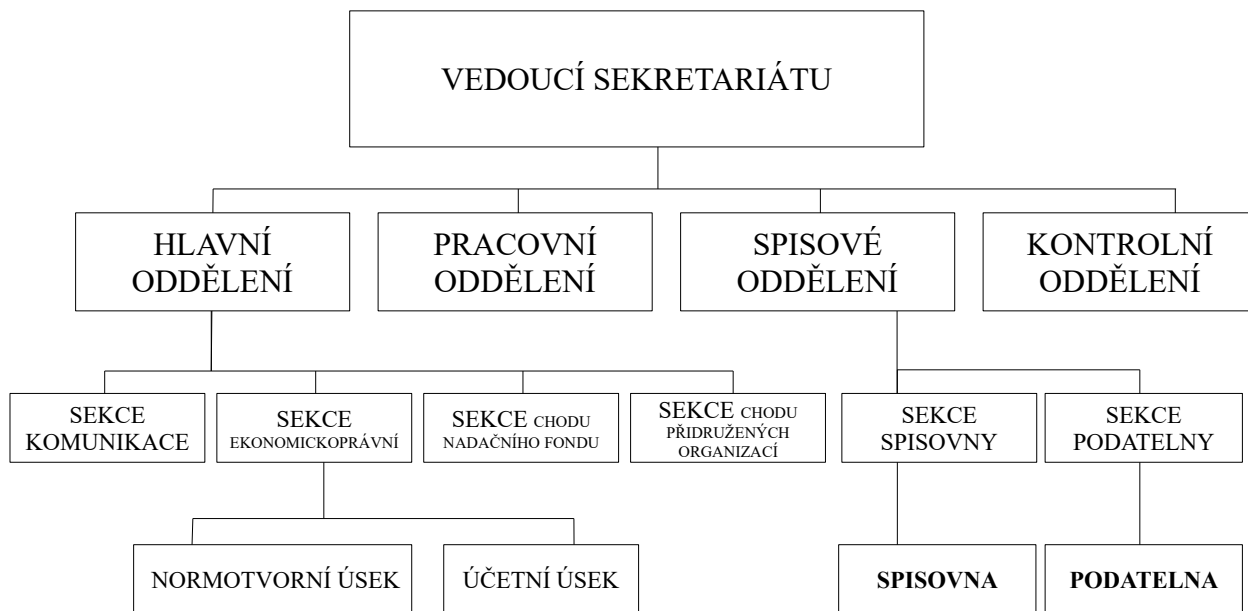 VEDOUCÍ SEKRETARIÁTU
HLAVNÍ
ODDĚLENÍ
PRACOVNÍ
ODDĚLENÍ
SPISOVÉ
ODDĚLENÍ
KONTROLNÍ
ODDĚLENÍ
SEKCE
KOMUNIKACE
SEKCE
EKONOMICKOPRÁVNÍ
SEKCE CHODU
NADAČNÍHO FONDU
SEKCE CHODU
PŘIDRUŽENÝCH
ORGANIZACÍ
SEKCE
SPISOVNY
SEKCE
PODATELNY
NORMOTVORNÍ ÚSEK
ÚČETNÍ ÚSEK
SPISOVNA
PODATELNA